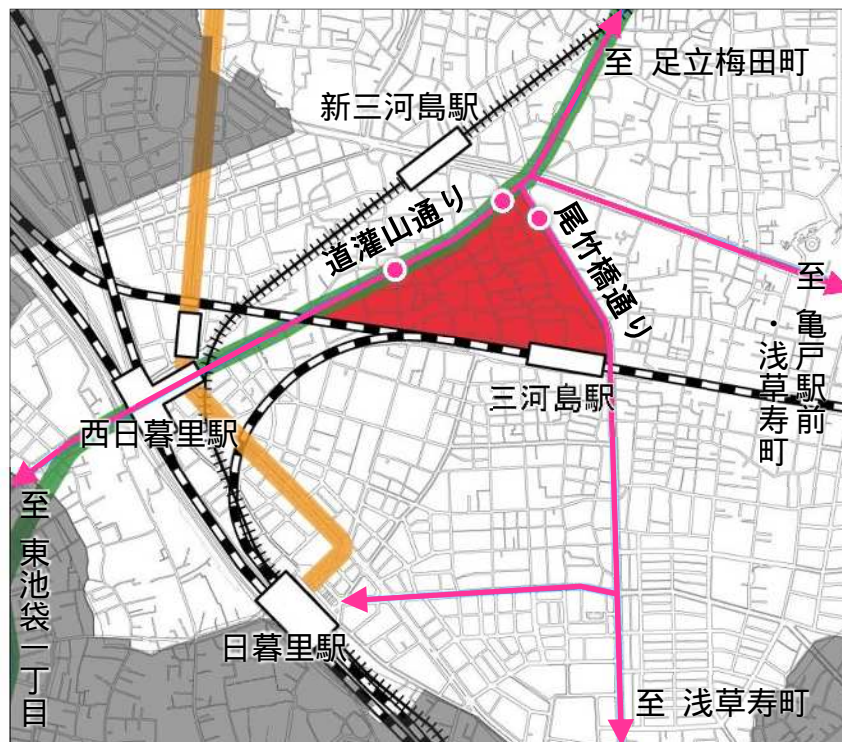 至 足立梅田町
新三河島駅
道灌山通り
尾竹橋通り
至 亀戸駅前
・浅草寿町
三河島駅
西日暮里駅
至 東池袋一丁目
日暮里駅
至 浅草寿町